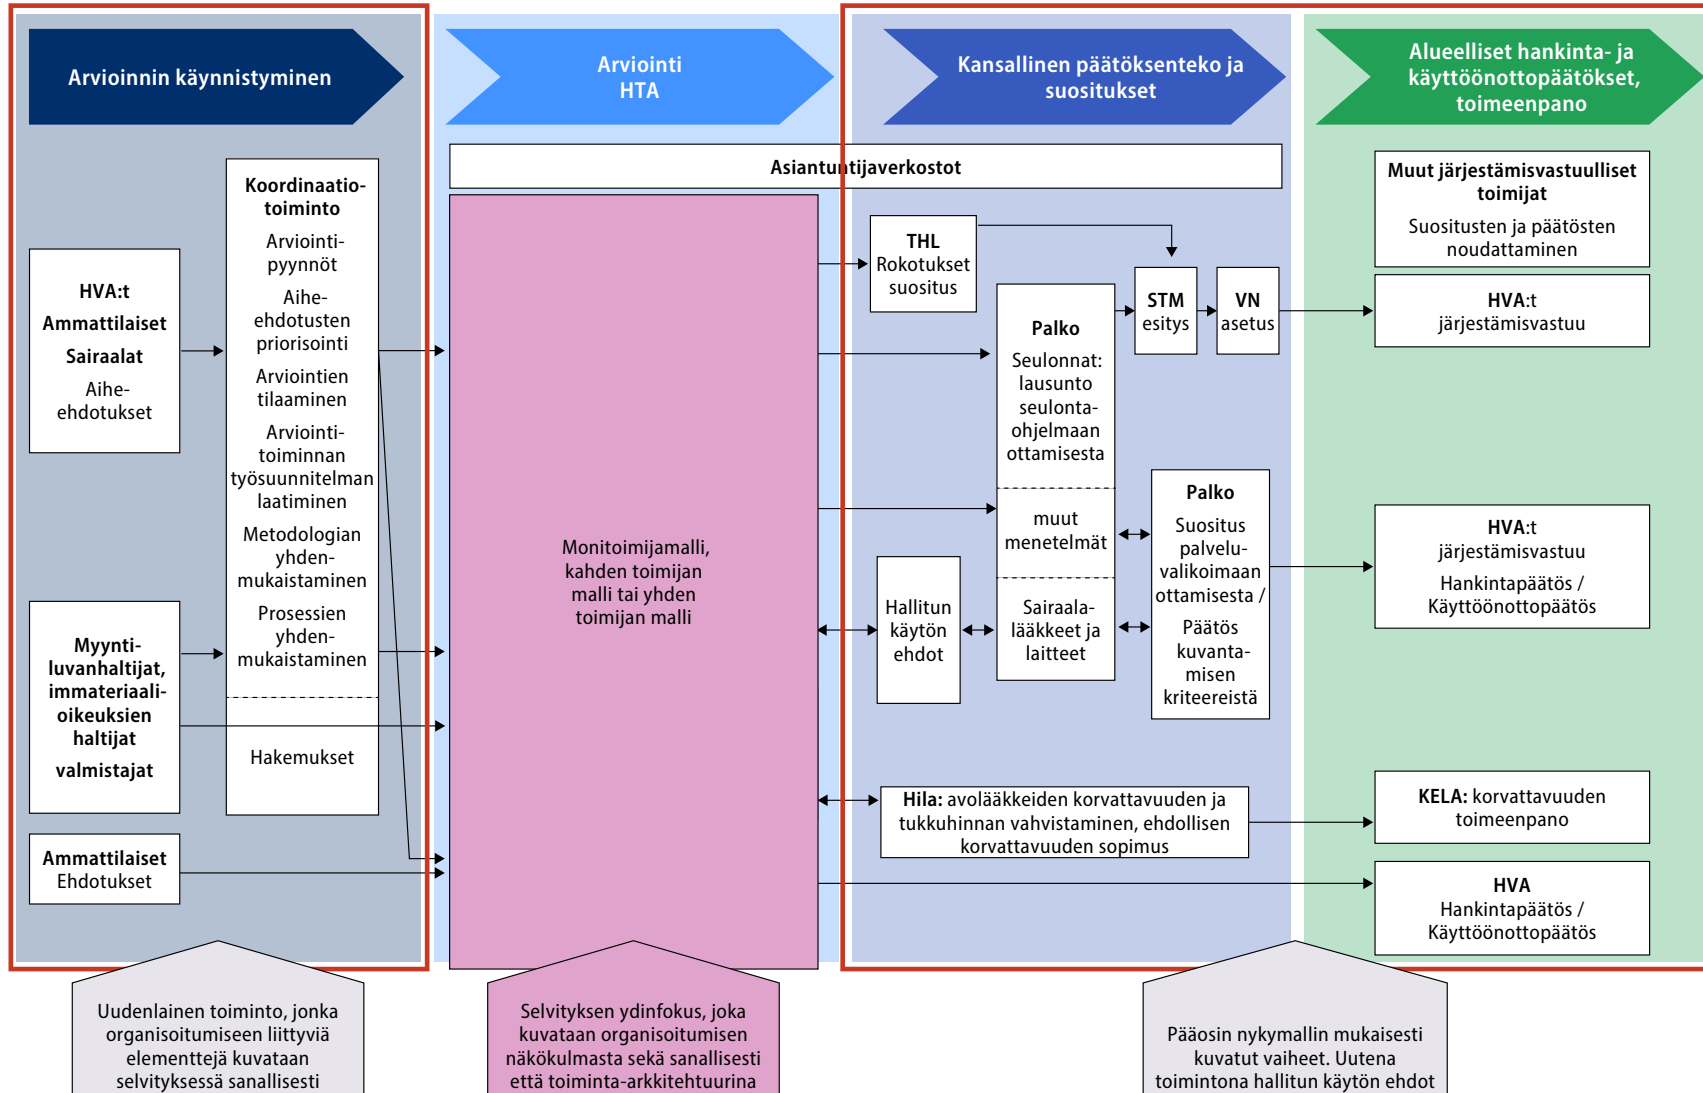 Arvioinnin käynnistyminen
Arviointi
HTA
Kansallinen päätöksenteko ja
suositukset
Alueelliset hankinta- ja
käyttöönottopäätökset,
toimeenpano
HVA:t
Ammattilaiset
Sairaalat
Aihe-
ehdotukset
Myynti-
luvanhaltijat,
immateriaali-
oikeuksien
haltijat
valmistajat
Ammattilaiset
Ehdotukset
Koordinaatio-
toiminto
Arviointi-
pyynnöt
Aihe-
ehdotusten
priorisointi
Arviointien
tilaaminen
Arviointi-
toiminnan
työsuunnitelman
laatiminen
Metodologian
yhden-
mukaistaminen
Prosessien
yhden-
mukaistaminen
Hakemukset
Asiantuntijaverkostot
Monitoimijamalli,
kahden toimijan
malli tai yhden
toimijan malli
THL
Rokotukset
suositus
Palko
Seulonnat:
lausunto
seulonta-
ohjelmaan
ottamisesta
muut
menetelmät
Sairaala-
lääkkeet ja
laitteet
Hallitun
käytön
ehdot
STM
esitys
VN
asetus
Palko
Suositus
palvelu-
valikoimaan
ottamisesta /
Päätös
kuvanta-
misen
kriteereistä
Hila: avolääkkeiden korvattavuuden ja
tukkuhinnan vahvistaminen, ehdollisen
korvattavuuden sopimus
Muut järjestämisvastuulliset
toimijat
Suositusten ja päätösten
noudattaminen
HVA:t
järjestämisvastuu
HVA:t
järjestämisvastuu
Hankintapäätös /
Käyttöönottopäätös
KELA: korvattavuuden
toimeenpano
HVA
Hankintapäätös /
Käyttöönottopäätös
Uudenlainen toiminto, jonka
organisoitumiseen liittyviä
elementtejä kuvataan
selvityksessä sanallisesti
Selvityksen ydinfokus, joka
kuvataan organisoitumisen
näkökulmasta sekä sanallisesti
että toiminta-arkkitehtuurina
Pääosin nykymallin mukaisesti
kuvatut vaiheet. Uutena
toimintona hallitun käytön ehdot